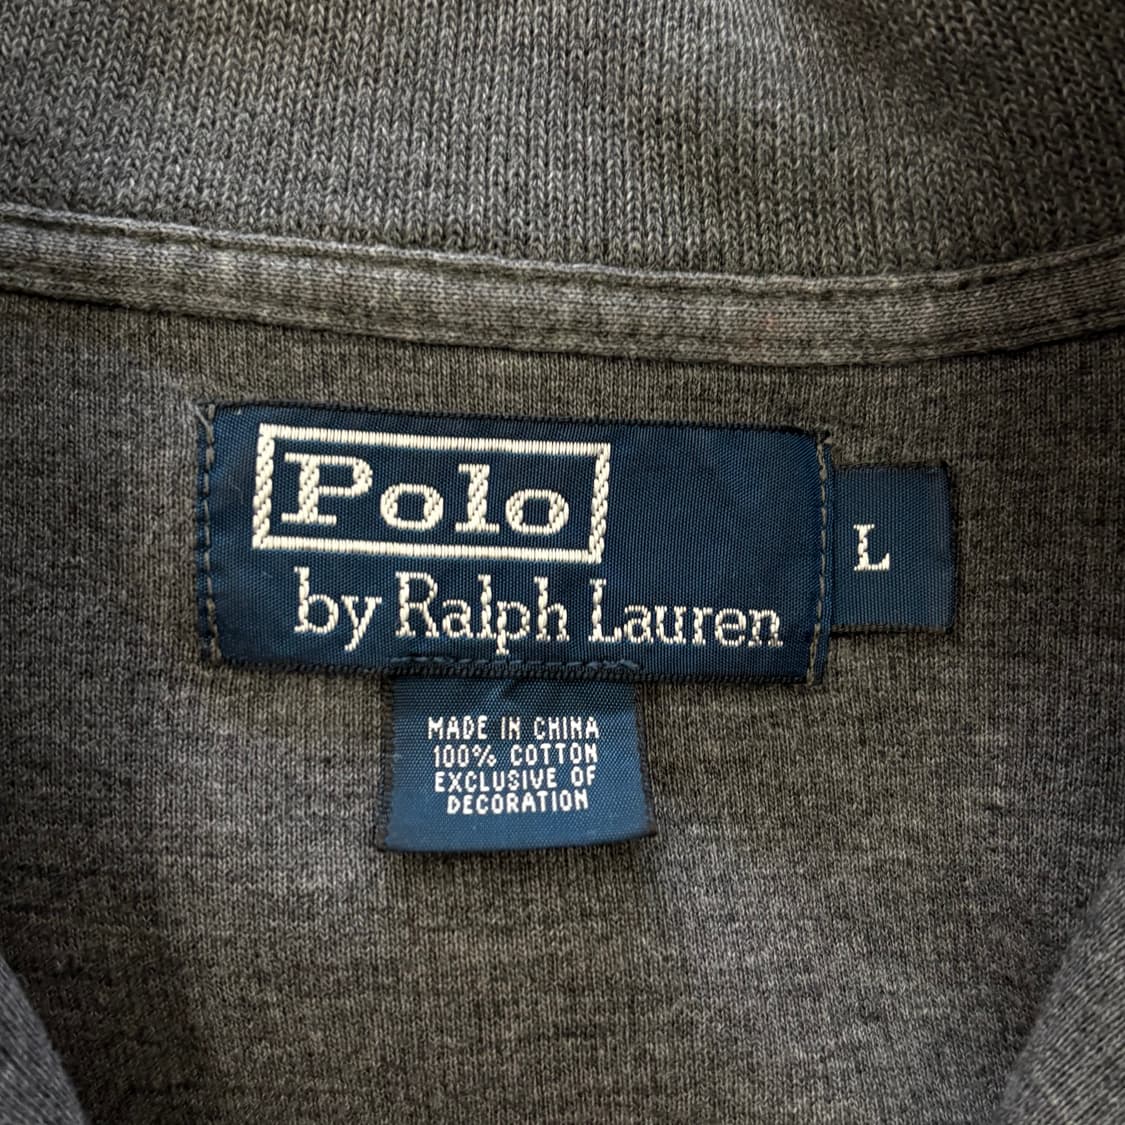 Polo
by Ralph Lauren
L
MADE IN CHINA
100% COTTON
EXCLUSIVE OF
DECORATION